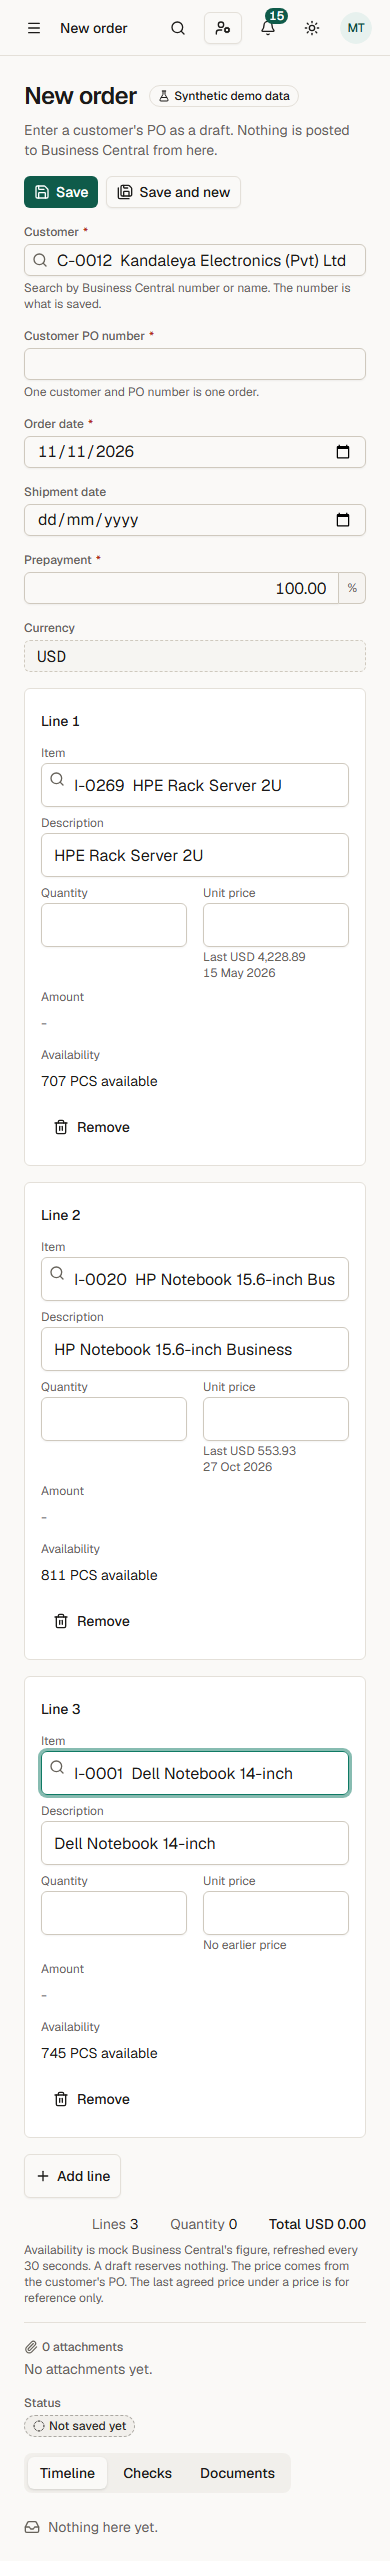 New order
15
MT
New order
Synthetic demo data
Enter a customer's PO as a draft. Nothing is posted
to Business Central from here.
Save
Save and new
Customer *
C-0012 Kandaleya Electronics (Pvt) Ltd
Search by Business Central number or name. The number is
what is saved.
Customer PO number *
One customer and PO number is one order.
Order date *
11/11/2026
Shipment date
dd/mm/yyyy
Prepayment *
100.00 %
Currency
USD
Line 1
Item
I-0269 HPE Rack Server 2U
Description
HPE Rack Server 2U
Quantity Unit price
Last USD 4,228.89
15 May 2026
Amount
-
Availability
707 PCS available
Remove
Line 2
Item
I-0020 HP Notebook 15.6-inch Bus
Description
HP Notebook 15.6-inch Business
Quantity Unit price
Last USD 553.93
27 Oct 2026
Amount
-
Availability
811 PCS available
Remove
Line 3
Item
I-0001 Dell Notebook 14-inch
Description
Dell Notebook 14-inch
Quantity Unit price
No earlier price
Amount
-
Availability
745 PCS available
Remove
Add line
Lines 3 Quantity 0 Total USD 0.00
Availability is mock Business Central's figure, refreshed every
30 seconds. A draft reserves nothing. The price comes from
the customer's PO. The last agreed price under a price is for
reference only.
0 attachments
No attachments yet.
Status
Not saved yet
Timeline Checks Documents
Nothing here yet.